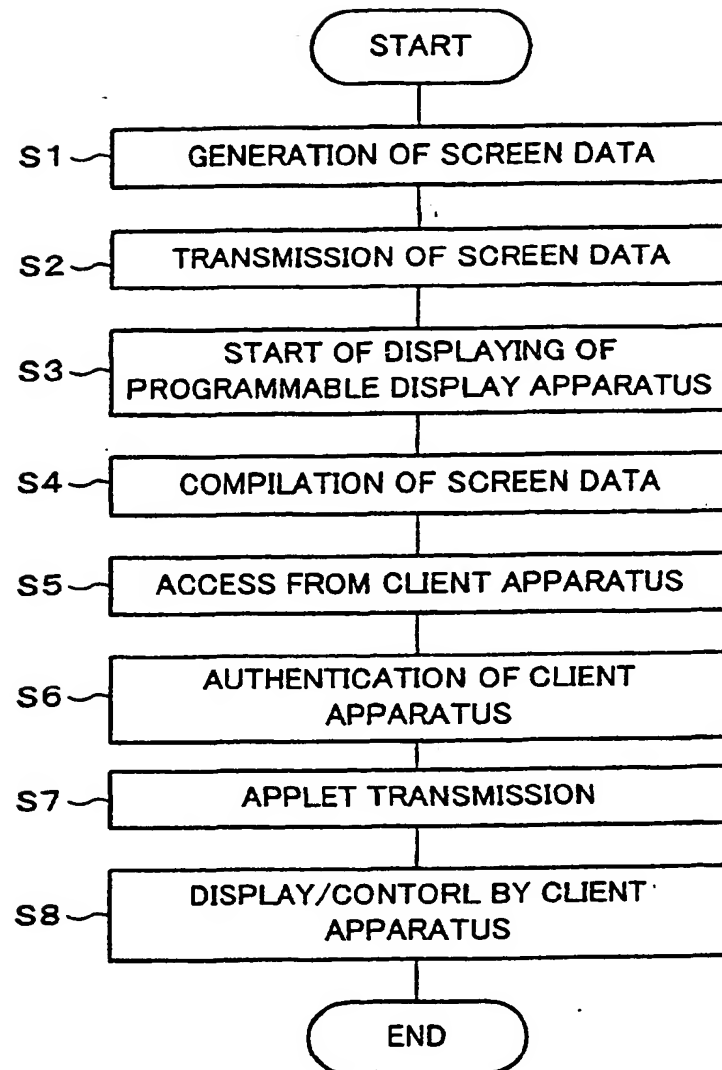 START
S1 GENERATION OF SCREEN DATA
S2 TRANSMISSION OF SCREEN DATA
S3 START OF DISPLAYING OF
PROGRAMMABLE DISPLAY APPARATUS
S4 COMPILATION OF SCREEN DATA
S5 ACCESS FROM CLIENT APPARATUS
S6 AUTHENTICATION OF CLIENT
APPARATUS
S7 APPLET TRANSMISSION
S8 DISPLAY/CONTORL BY CLIENT
APPARATUS
END